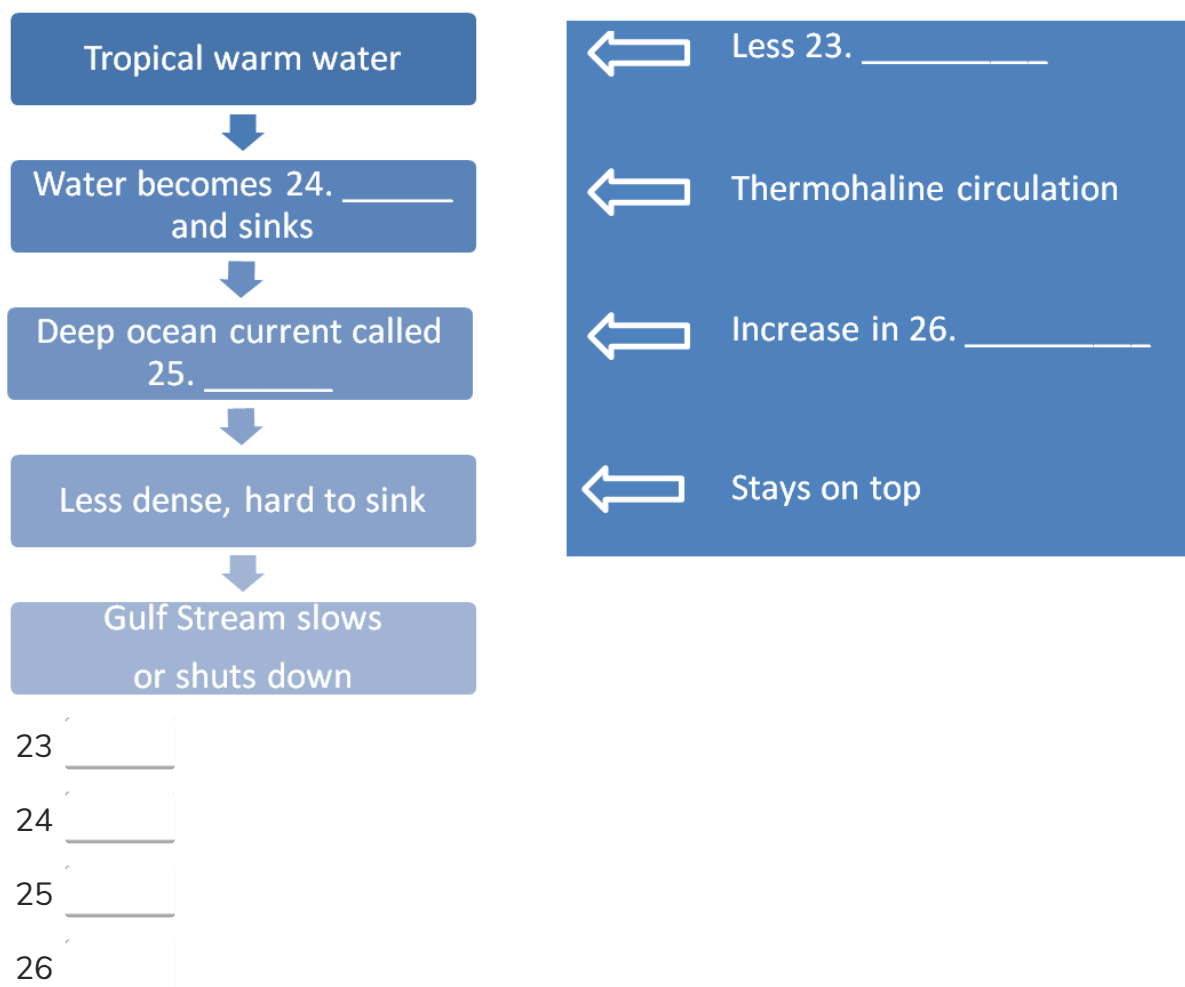 Tropical warm water
Water becomes 24. ______
and sinks
Deep ocean current called
25. _______
Less dense, hard to sink
Gulf Stream slows
or shuts down
Less 23. __________
Thermohaline circulation
Increase in 26. __________
Stays on top
23
24
25
26